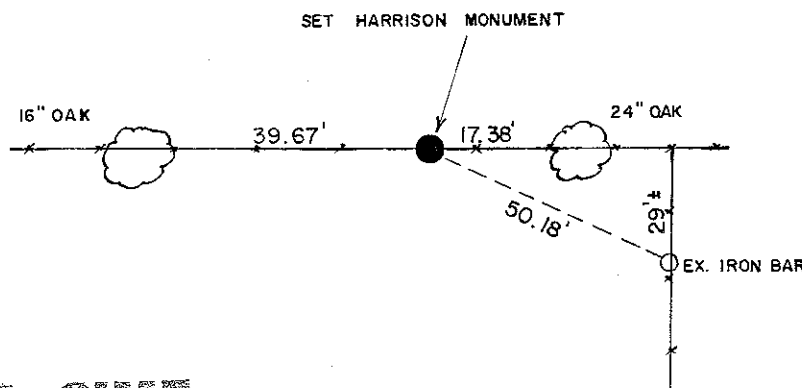 SET HARRISON MONUMENT
16" OAK
24" OAK
39.67'
17.38'
50.18'
29'±
EX. IRON BAR